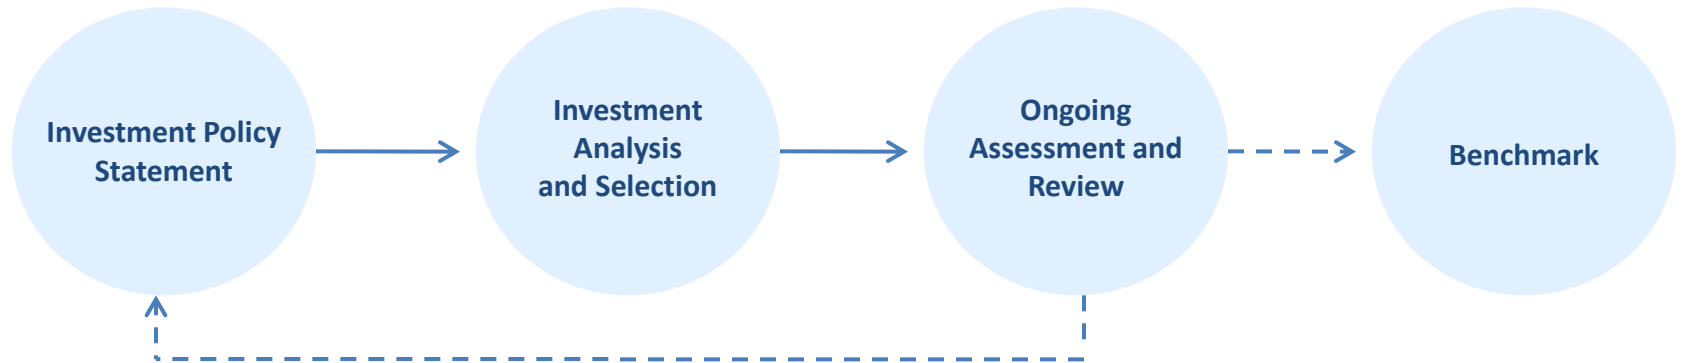 Investment Policy
Statement
Investment
Analysis
and Selection
Ongoing
Assessment and
Review
Benchmark